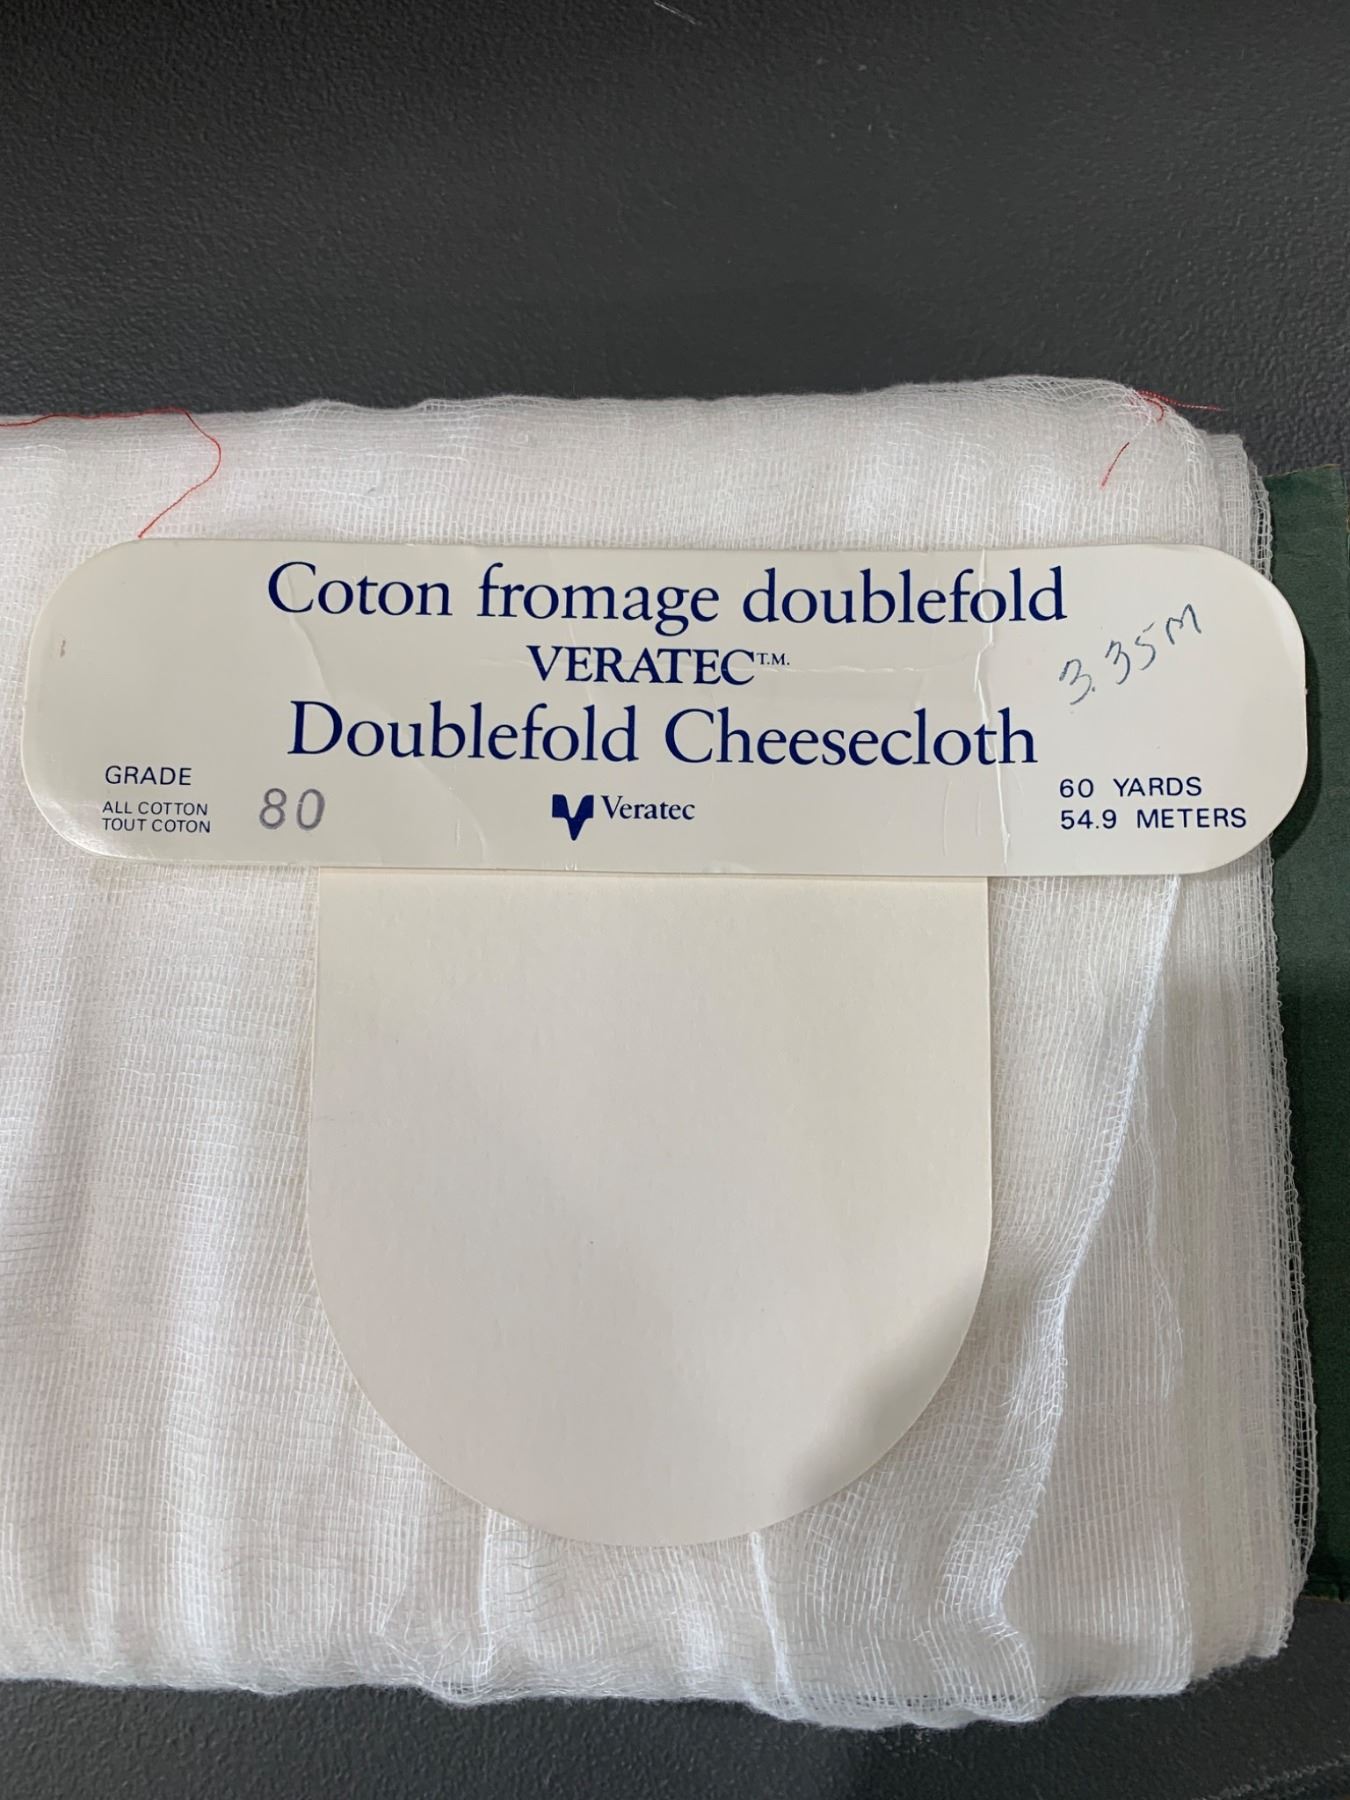 Coton fromage doublefold
VERATEC T.M.
Doublefold Cheesecloth
3.35M
GRADE
ALL COTTON
TOUT COTON
80
Veratec
60 YARDS
54.9 METERS